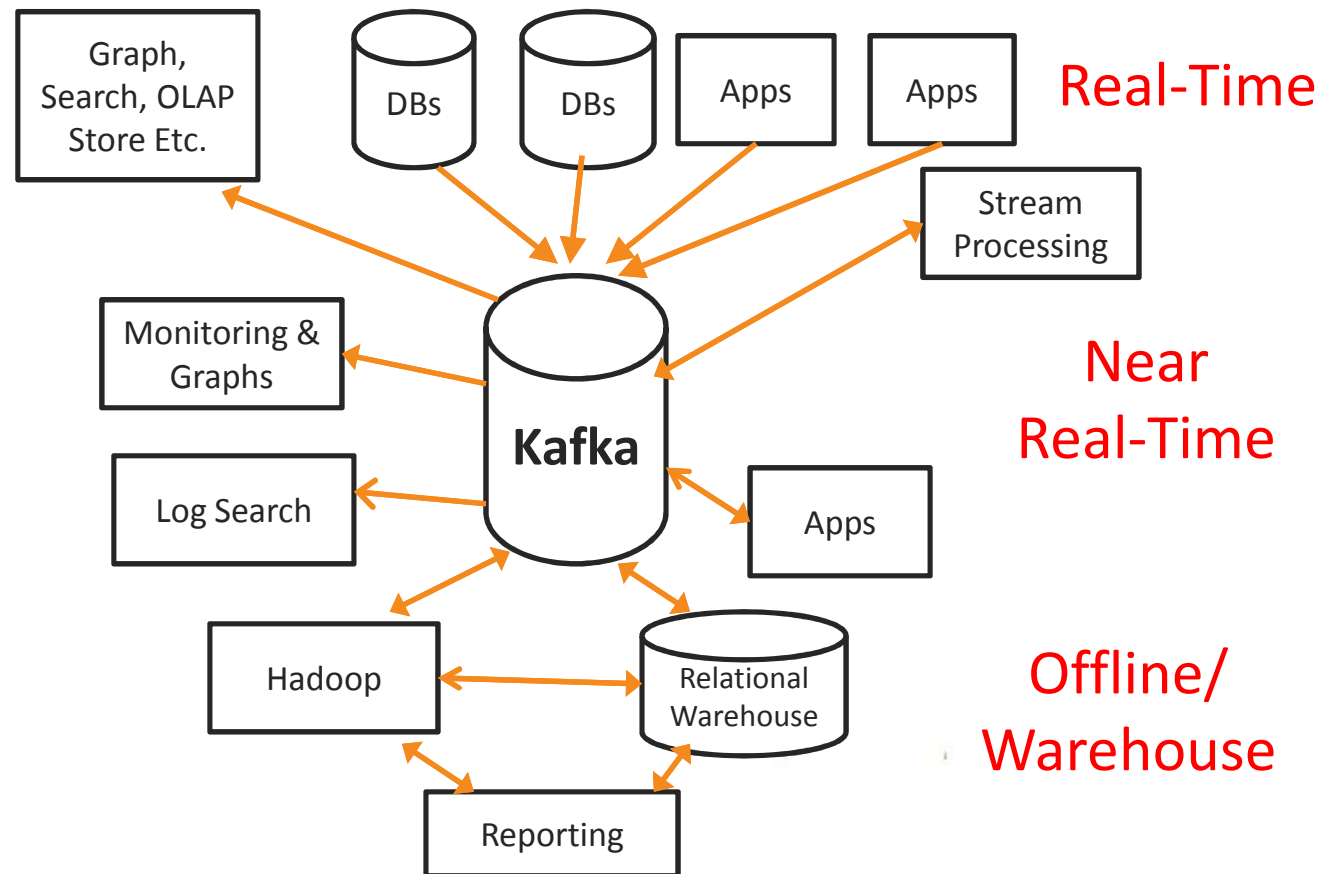 Graph,
Search, OLAP
Store Etc.
DBs
DBs
Apps
Apps
Real-Time
Stream
Processing
Monitoring &
Graphs
Near
Real-Time
Kafka
Log Search
Apps
Hadoop
Relational
Warehouse
Offline/
Warehouse
Reporting